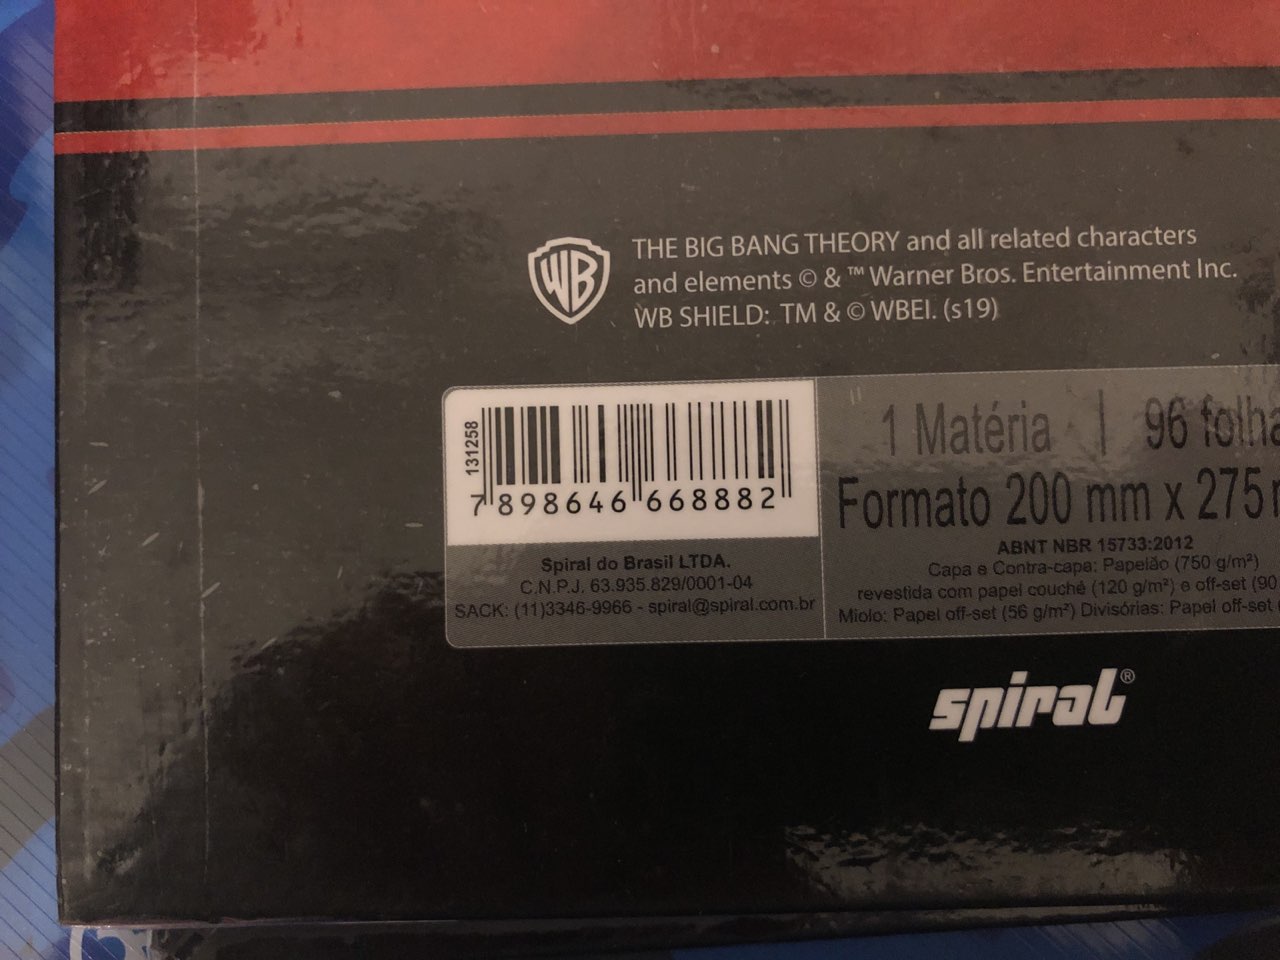 WB
THE BIG BANG THEORY and all related characters
and elements © & ™ Warner Bros. Entertainment Inc.
WB SHIELD: TM & © WBEI. (s19)
131258
7 898646 668882
Spiral do Brasil LTDA.
C.N.P.J. 63.935.829/0001-04
SACK: (11)3346-9966 - spiral@spiral.com.br
1 Matéria | 96 folha
Formato 200 mm x 275
ABNT NBR 15733:2012
Capa e Contra-capa: Papelão (750 g/m²)
revestida com papel couchê (120 g/m²) e off-set (90
Miolo: Papel off-set (56 g/m²) Divisórias: Papel off-set
spiral®